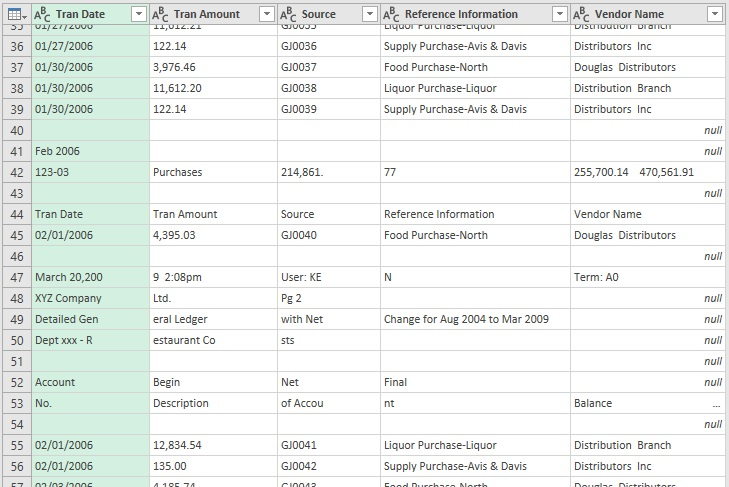 Tran Date Tran Amount Source Reference Information Vendor Name
35 01/27/2006 11,612.21 GJ0035 Liquor Purchase-Liquor Distribution Branch
36 01/27/2006 122.14 GJ0036 Supply Purchase-Avis & Davis Distributors Inc
37 01/30/2006 3,976.46 GJ0037 Food Purchase-North Douglas Distributors
38 01/30/2006 11,612.20 GJ0038 Liquor Purchase-Liquor Distribution Branch
39 01/30/2006 122.14 GJ0039 Supply Purchase-Avis & Davis Distributors Inc
40 null
41 Feb 2006 null
42 123-03 Purchases 214,861. 77 255,700.14 470,561.91
43 null
44 Tran Date Tran Amount Source Reference Information Vendor Name
45 02/01/2006 4,395.03 GJ0040 Food Purchase-North Douglas Distributors
46 null
47 March 20,200 9 2:08pm User: KE N Term: A0
48 XYZ Company Ltd. Pg 2 null
49 Detailed Gen eral Ledger with Net Change for Aug 2004 to Mar 2009 null
50 Dept xxx - R estaurant Co sts null
51 null
52 Account Begin Net Final null
53 No. Description of Accou nt Balance ...
54 null
55 02/01/2006 12,834.54 GJ0041 Liquor Purchase-Liquor Distribution Branch
56 02/01/2006 135.00 GJ0042 Supply Purchase-Avis & Davis Distributors Inc
57 02/03/2006 4,185.74 GJ0043 Food Purchase-North Douglas Distributors